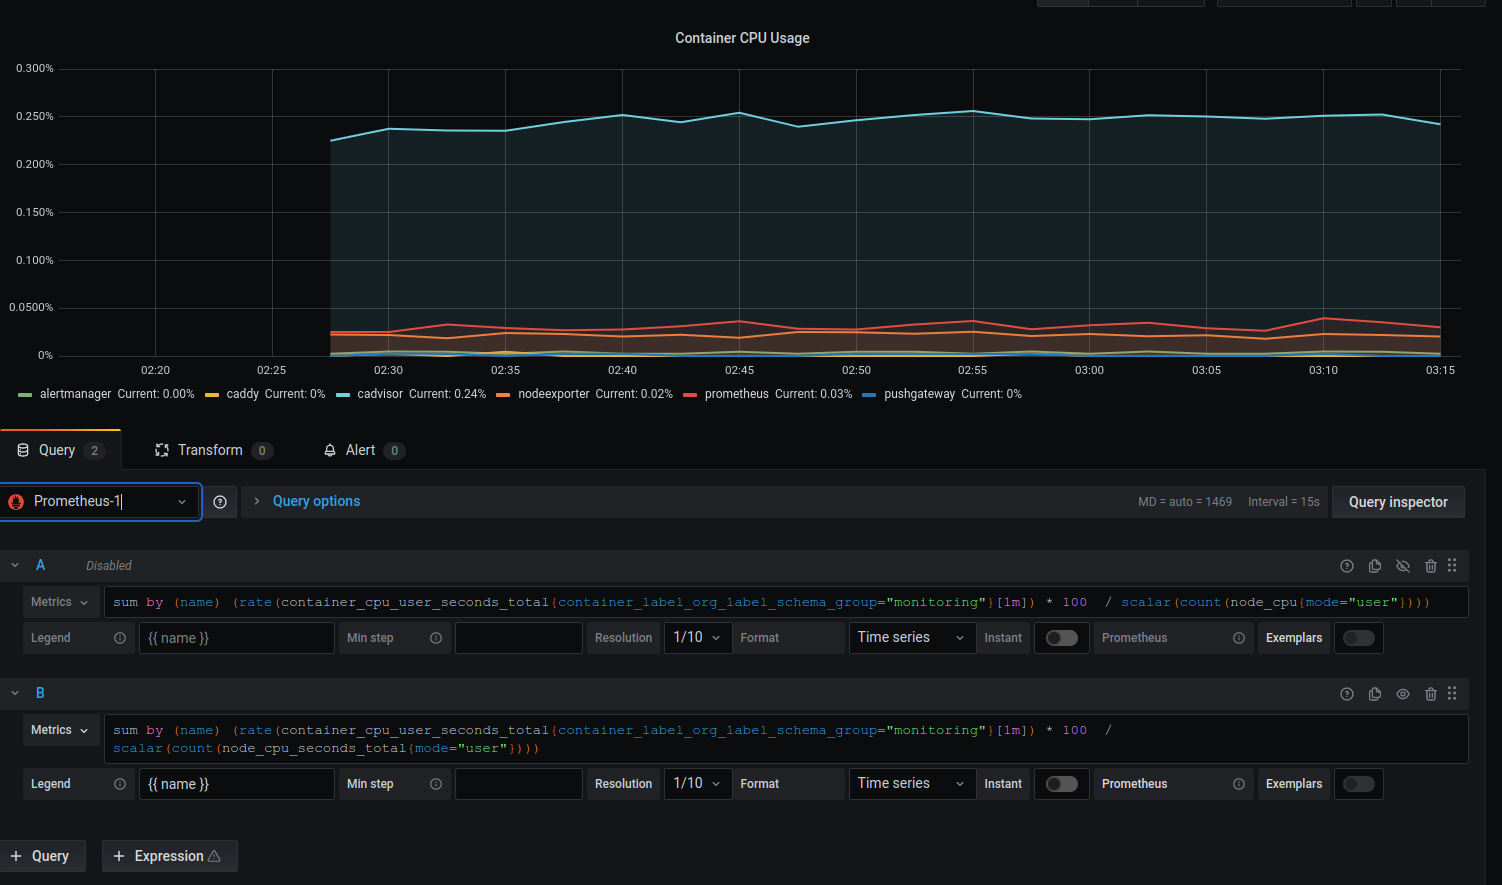 Container CPU Usage
0.300%
0.250%
0.200%
0.150%
0.100%
0.0500%
0%
02:20 02:25 02:30 02:35 02:40 02:45 02:50 02:55 03:00 03:05 03:10 03:15
alertmanager Current: 0.00% caddy Current: 0% cadvisor Current: 0.24% nodeexporter Current: 0.02% prometheus Current: 0.03% pushgateway Current: 0%
Query 2 Transform 0 Alert 0
Prometheus-1 Query options MD = auto = 1469 Interval = 15s Query inspector
A Disabled
Metrics sum by (name) (rate(container_cpu_user_seconds_total{container_label_org_label_schema_group="monitoring"}[1m]) * 100 / scalar(count(node_cpu{mode="user"})))
Legend {{ name }} Min step Resolution 1/10 Format Time series Instant Prometheus Exemplars
B
Metrics sum by (name) (rate(container_cpu_user_seconds_total{container_label_org_label_schema_group="monitoring"}[1m]) * 100 /
scalar(count(node_cpu_seconds_total{mode="user"})))
Legend {{ name }} Min step Resolution 1/10 Format Time series Instant Prometheus Exemplars
+ Query + Expression